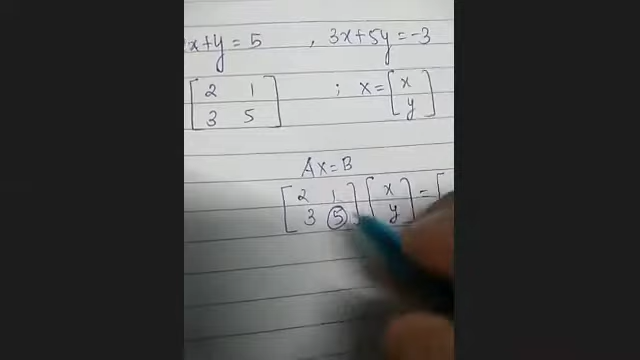 x+y = 5 , 3x+5y = -3
[2 1
3 5] ; x = [x
y]
Ax = B
[2 1
3 5] [x
y] = [